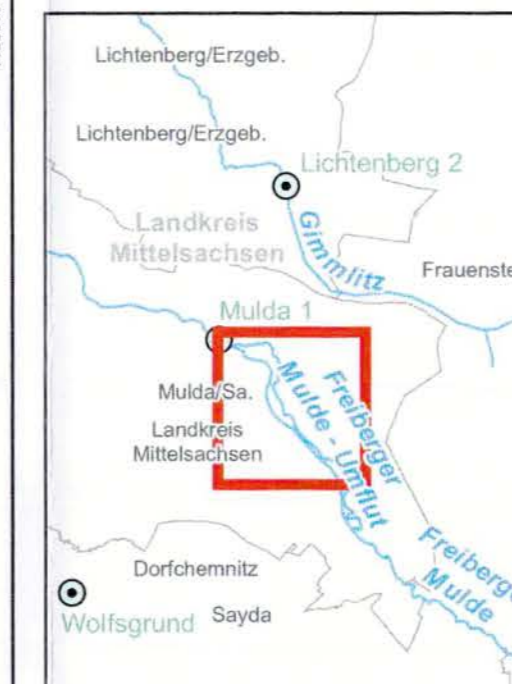 Lichtenberg/Erzgeb.
Lichtenberg/Erzgeb.
Lichtenberg 2
Landkreis
Mittelsachsen
Gimmlitz
Frauenste
Mulda 1
Mulda/Sa.
Landkreis
Mittelsachsen
Freiberger
Mulde - Umflut
Freiberge
Mulde
Dorfchemnitz
Wolfsgrund
Sayda